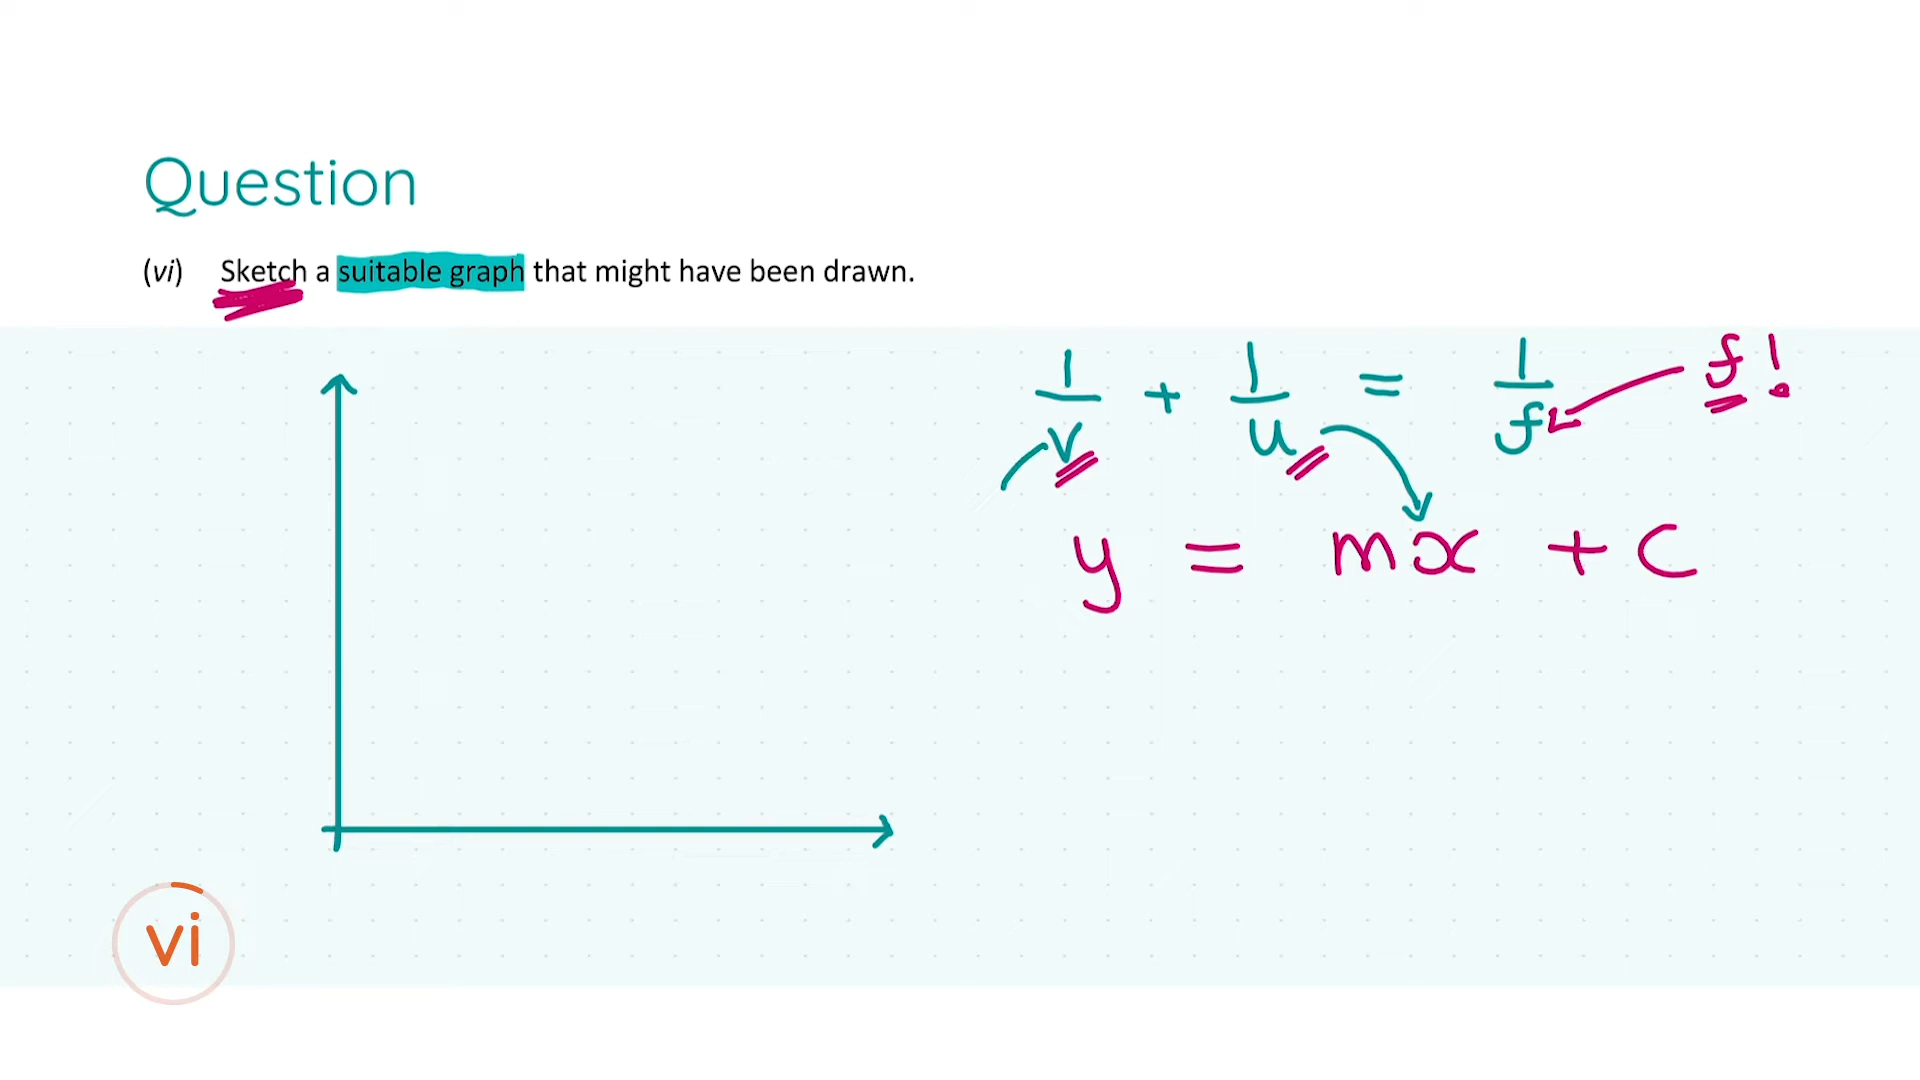 Question
(vi) Sketch a suitable graph that might have been drawn.
1/v + 1/u = 1/f f!
y = mx + c
vi